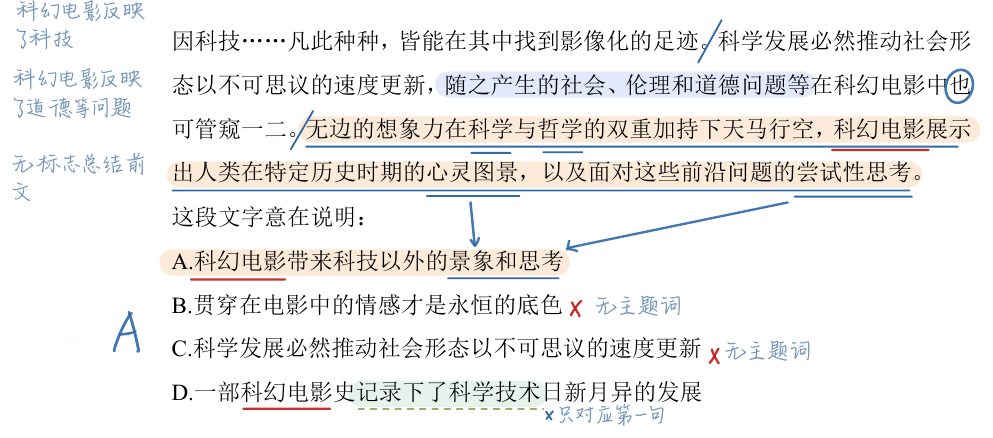 科幻电影反映
了科技
因科技……凡此种种，皆能在其中找到影像化的足迹。科学发展必然推动社会形
科幻电影反映
了道德等问题
态以不可思议的速度更新，随之产生的社会、伦理和道德问题等在科幻电影中也
可管窥一二。无边的想象力在科学与哲学的双重加持下天马行空，科幻电影展示
无标志总结前
文
出人类在特定历史时期的心灵图景，以及面对这些前沿问题的尝试性思考。
这段文字意在说明：
A.科幻电影带来科技以外的景象和思考
B.贯穿在电影中的情感才是永恒的底色 × 无主题词
A
C.科学发展必然推动社会形态以不可思议的速度更新 × 无主题词
D.一部科幻电影史记录下了科学技术日新月异的发展
×只对应第一句